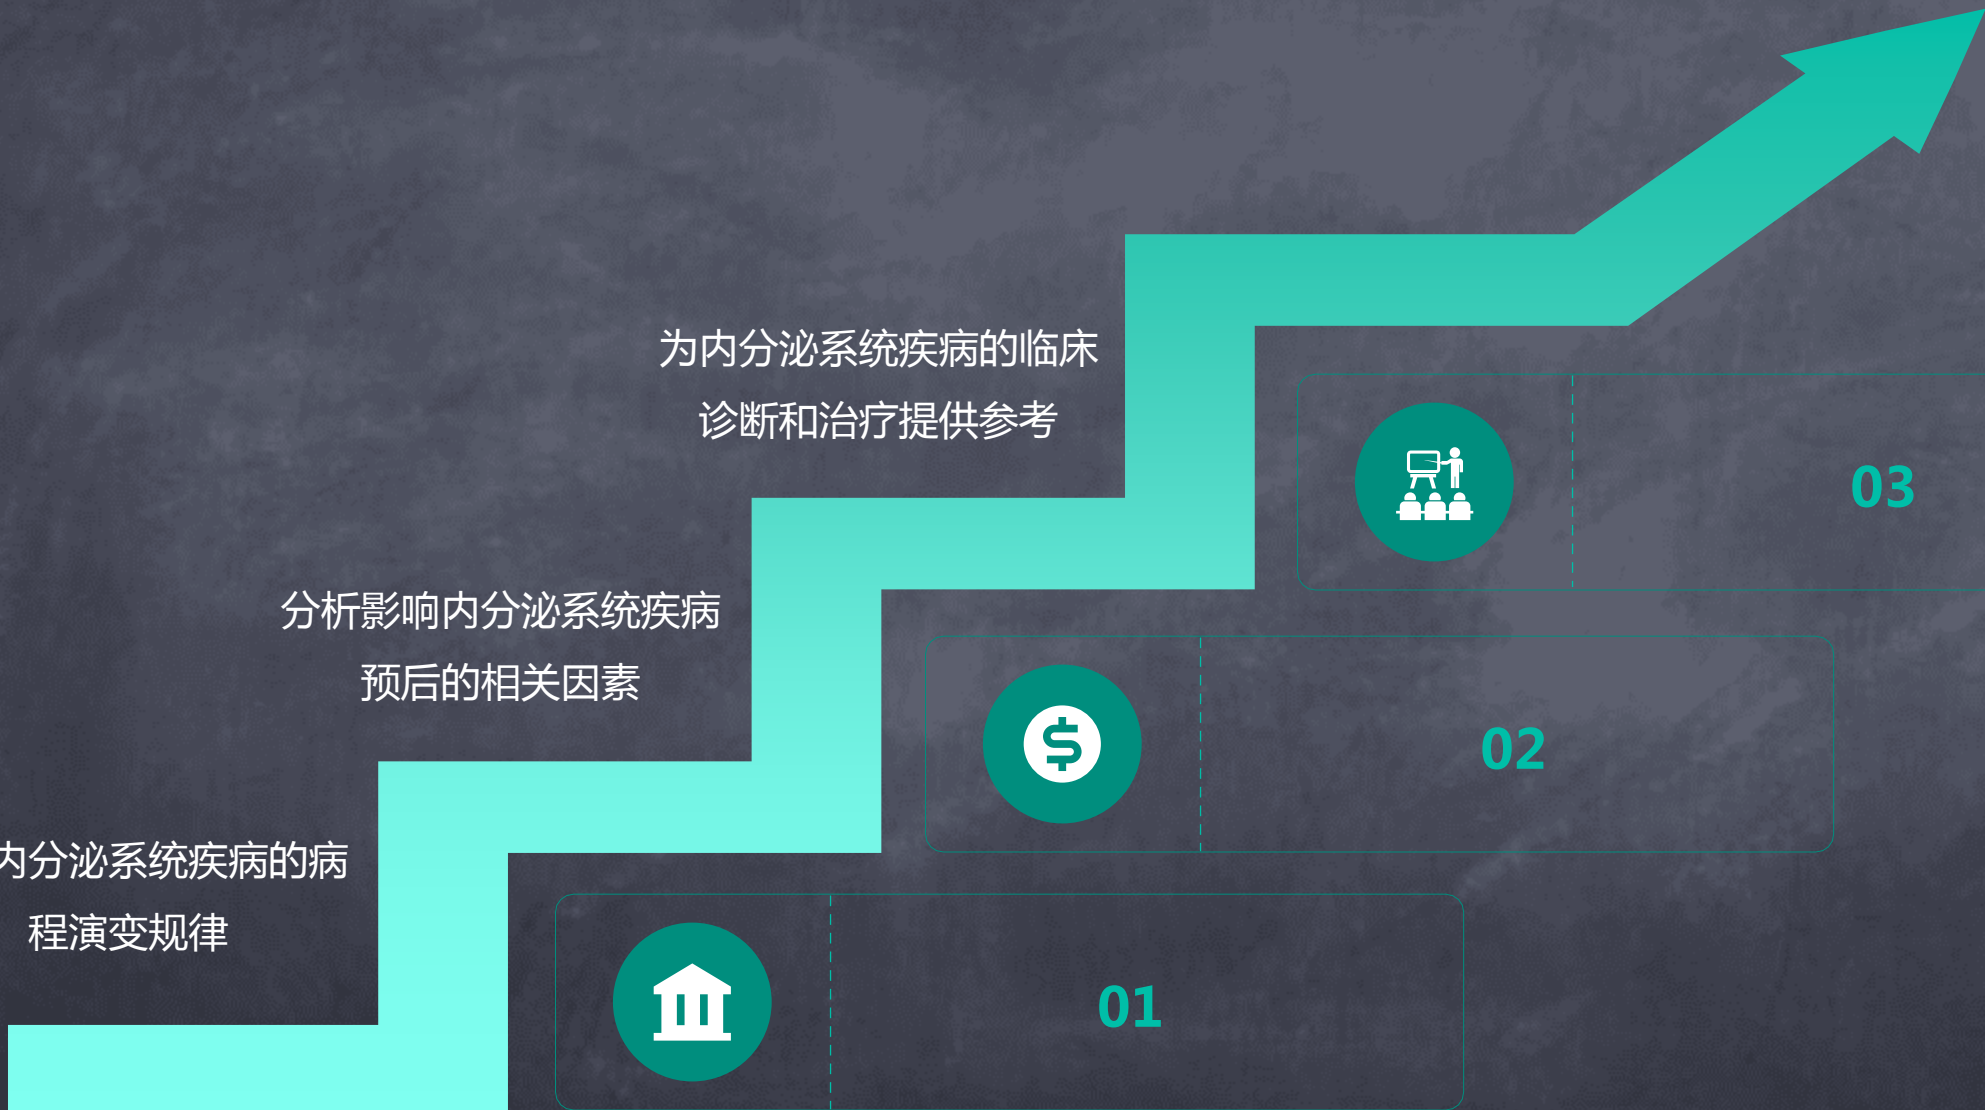 为内分泌系统疾病的临床
诊断和治疗提供参考
03
分析影响内分泌系统疾病
预后的相关因素
02
内分泌系统疾病的病
程演变规律
01